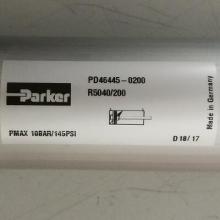 PD46445-0200
Parker
R5040/200
PMAX 10BAR/145PSI
D 18/17
Made in Germany